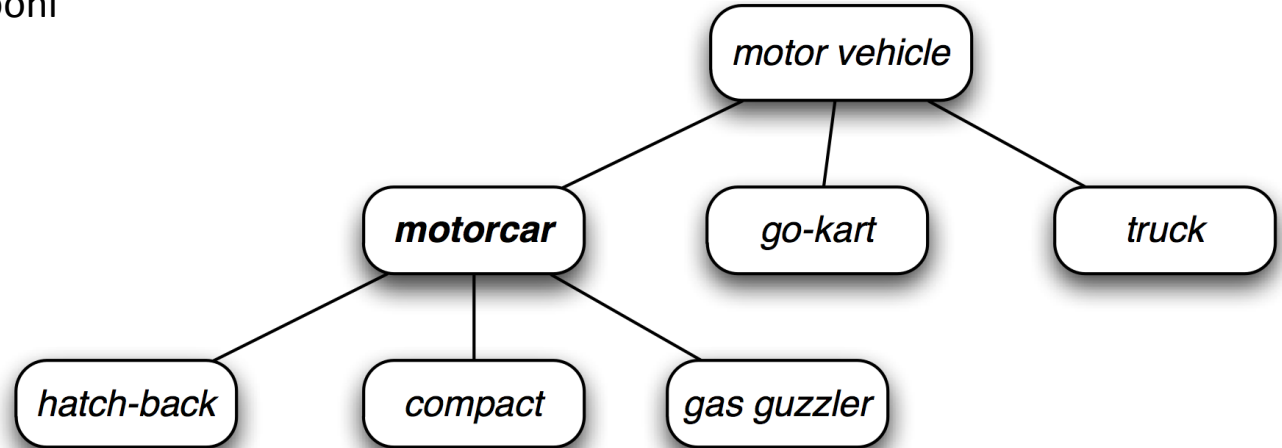 motor vehicle
motorcar
go-kart
truck
hatch-back
compact
gas guzzler